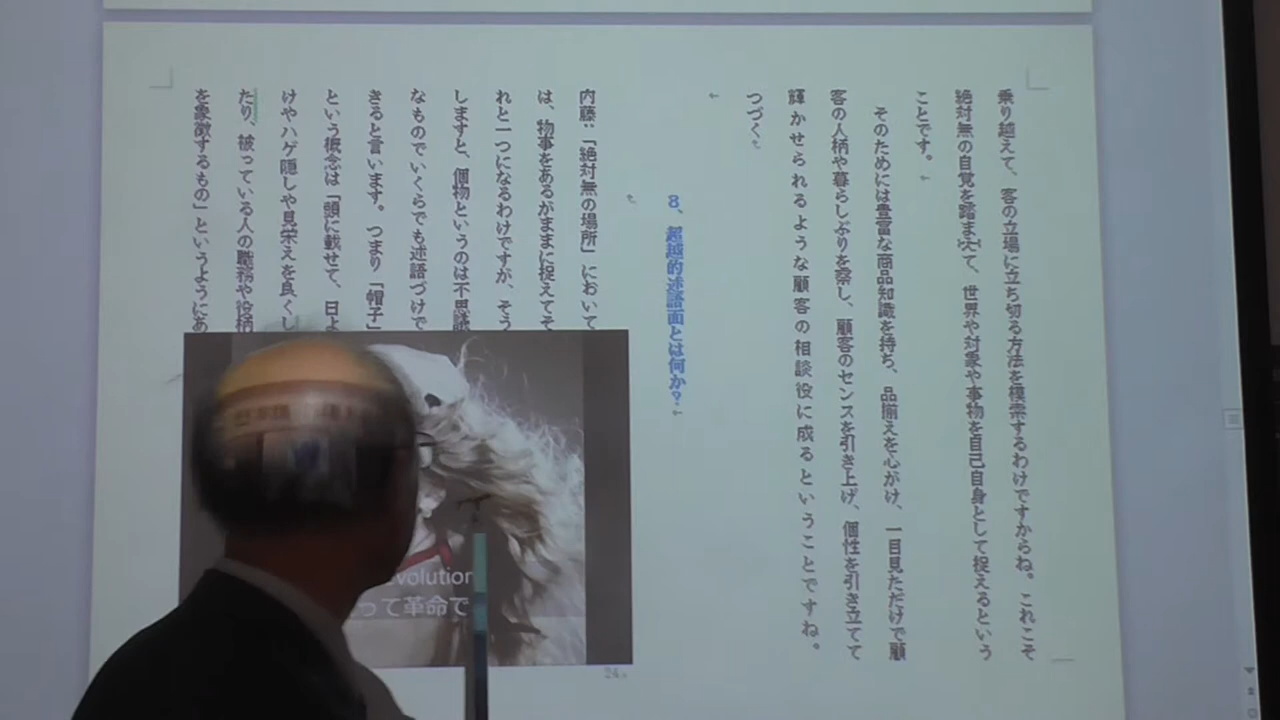 乗り越えて、客の立場に立ち切る方法を模索するわけですからね。これこそ
絶対無の自覚を踏まえて、世界や対象や事物を自己自身として捉えるという
ことです。
そのためには豊富な商品知識を持ち、品揃えを心がけ、一目見ただけで顧
客の人柄や暮らしぶりを察し、顧客のセンスを引き上げ、個性を引き立てて
輝かせられるような顧客の相談役に成るということですね。
つづく
8、超越的述語面とは何か?
内藤:「絶対無の場所」において
は、物事をあるがままに捉えてそ
れと一つになるわけですが、そう
しますと、個物というのは不思議
なものでいくらでも述語づけで
きると言います。つまり「帽子」
という概念は「頭に載せて、日よ
けやハゲ隠しや見栄えを良くし
たり、被っている人の職務や役柄
を象徴するもの」というようにあ
evolution
って革命で
24